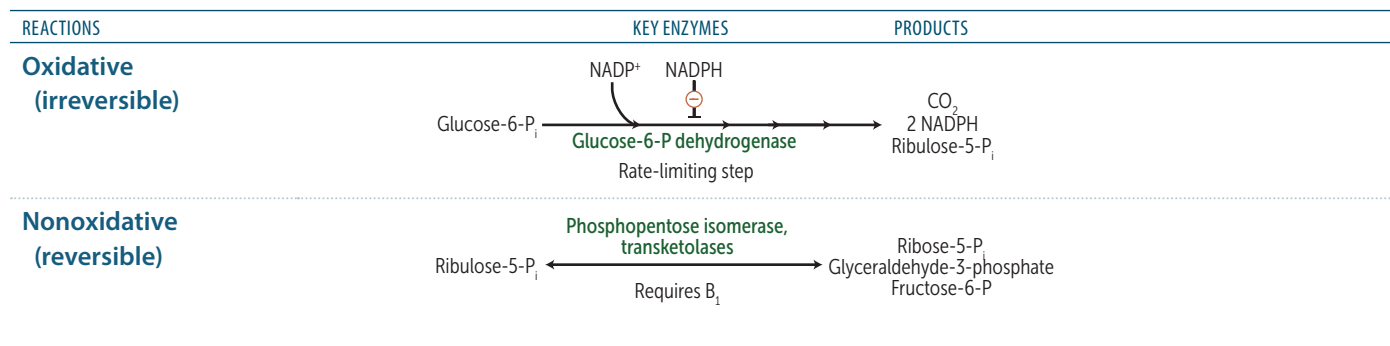 REACTIONS KEY ENZYMES PRODUCTS
Oxidative
(irreversible)
NADP⁺ NADPH
−
Glucose-6-Pᵢ
Glucose-6-P dehydrogenase
Rate-limiting step
CO₂
2 NADPH
Ribulose-5-Pᵢ
Nonoxidative
(reversible)
Ribulose-5-Pᵢ
Phosphopentose isomerase,
transketolases
Requires B₁
Ribose-5-Pᵢ
Glyceraldehyde-3-phosphate
Fructose-6-P